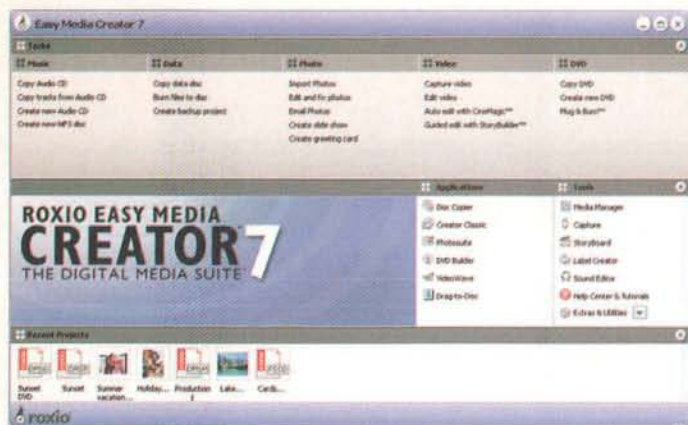 Easy Media Creator 7
Tasks
Music
Data
Photo
Video
DVD
Copy Audio CD
Copy tracks from Audio CD
Create new Audio CD
Create new MP3 disc
Copy data disc
Burn files to disc
Create backup project
Import Photos
Edit and fix photos
Email Photos
Create slide show
Create greeting card
Capture video
Edit video
Auto edit with CineMagic™
Guided edit with StoryBuilder™
Copy DVD
Create new DVD
Plug & Burn™
ROXIO EASY MEDIA
CREATOR 7
THE DIGITAL MEDIA SUITE
Applications
Disc Copier
Creator Classic
Photosuite
DVD Builder
VideoWave
Drag-to-Disc
Tools
Media Manager
Capture
StoryBoard
Label Creator
Sound Editor
Help Center & Tutorials
Extras & Utilities
Recent Projects
Sunset
DVD
Sunset
Summer
vacation...
Holiday...
Production
Lake...
Cardi...
roxio